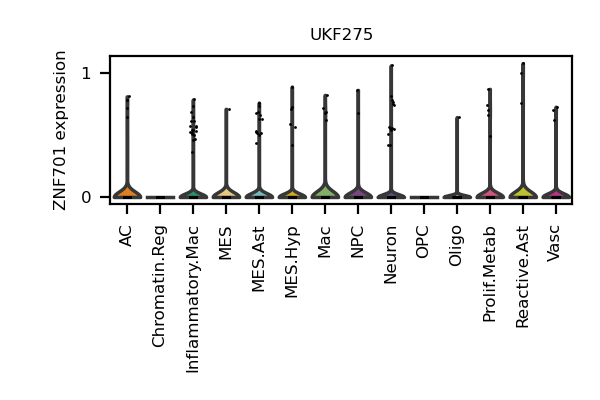 UKF275
ZNF701 expression
1
0
AC
Chromatin.Reg
Inflammatory.Mac
MES
MES.Ast
MES.Hyp
Mac
NPC
Neuron
OPC
Oligo
Prolif.Metab
Reactive.Ast
Vasc